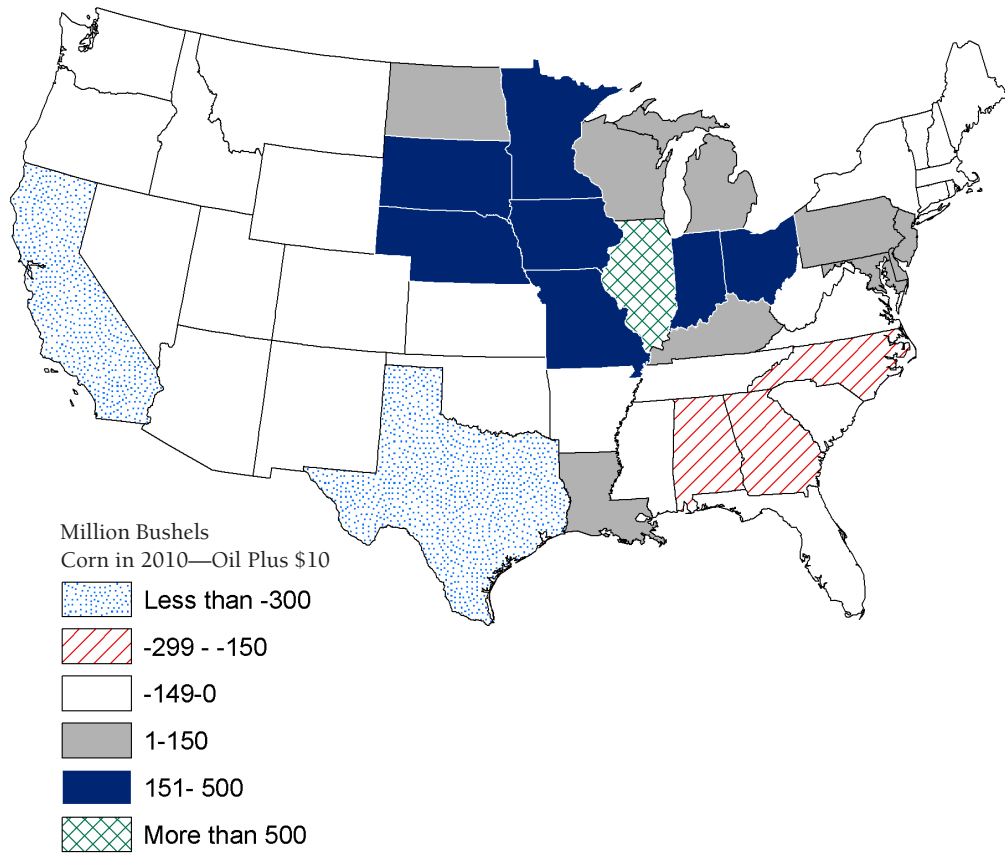 Million Bushels
Corn in 2010—Oil Plus $10
Less than -300
-299 - -150
-149-0
1-150
151- 500
More than 500